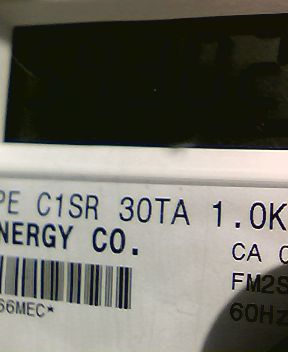 PE C1SR 30TA 1.0K
NERGY CO.
CA
FM2S
66MEC*
60Hz